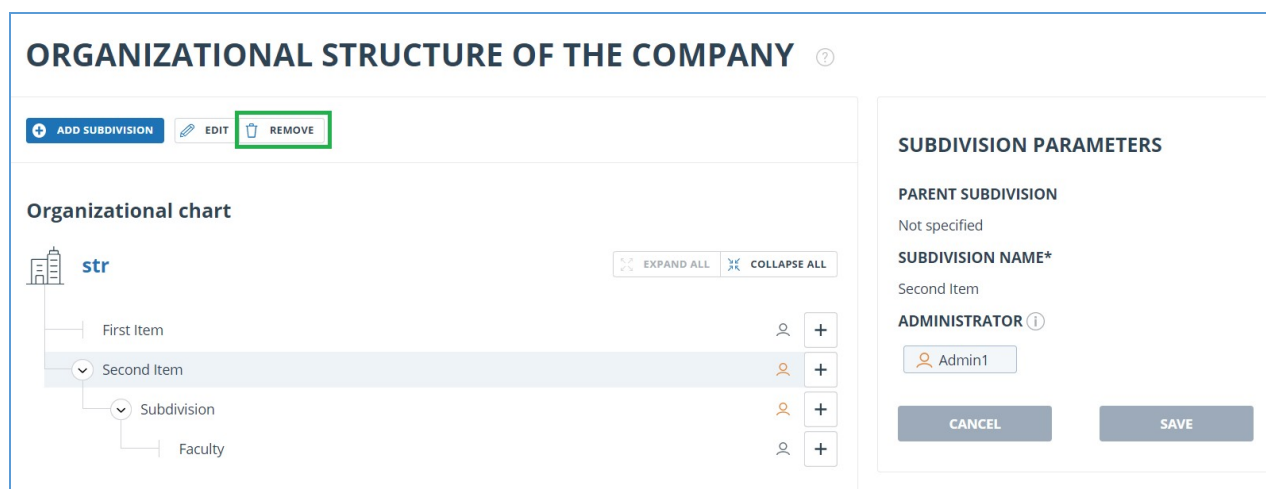 ORGANIZATIONAL STRUCTURE OF THE COMPANY ?
ADD SUBDIVISION EDIT REMOVE
Organizational chart
str
EXPAND ALL COLLAPSE ALL
First Item
Second Item
Subdivision
Faculty
SUBDIVISION PARAMETERS
PARENT SUBDIVISION
Not specified
SUBDIVISION NAME*
Second Item
ADMINISTRATOR i
Admin1
CANCEL SAVE